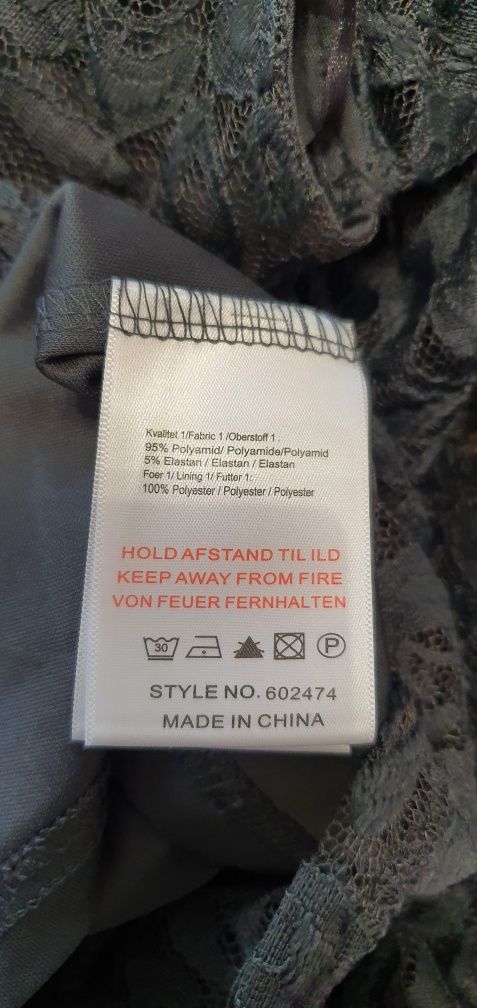 Kvalitet 1/Fabric 1 /Oberstoff 1 .
95% Polyamid/ Polyamide/Polyamid
5% Elastan / Elastan / Elastan
Foer 1/ Lining 1/ Futter 1:
100% Polyester / Polyester / Polyester
HOLD AFSTAND TIL ILD
KEEP AWAY FROM FIRE
VON FEUER FERNHALTEN
30 P
STYLE NO. 602474
MADE IN CHINA